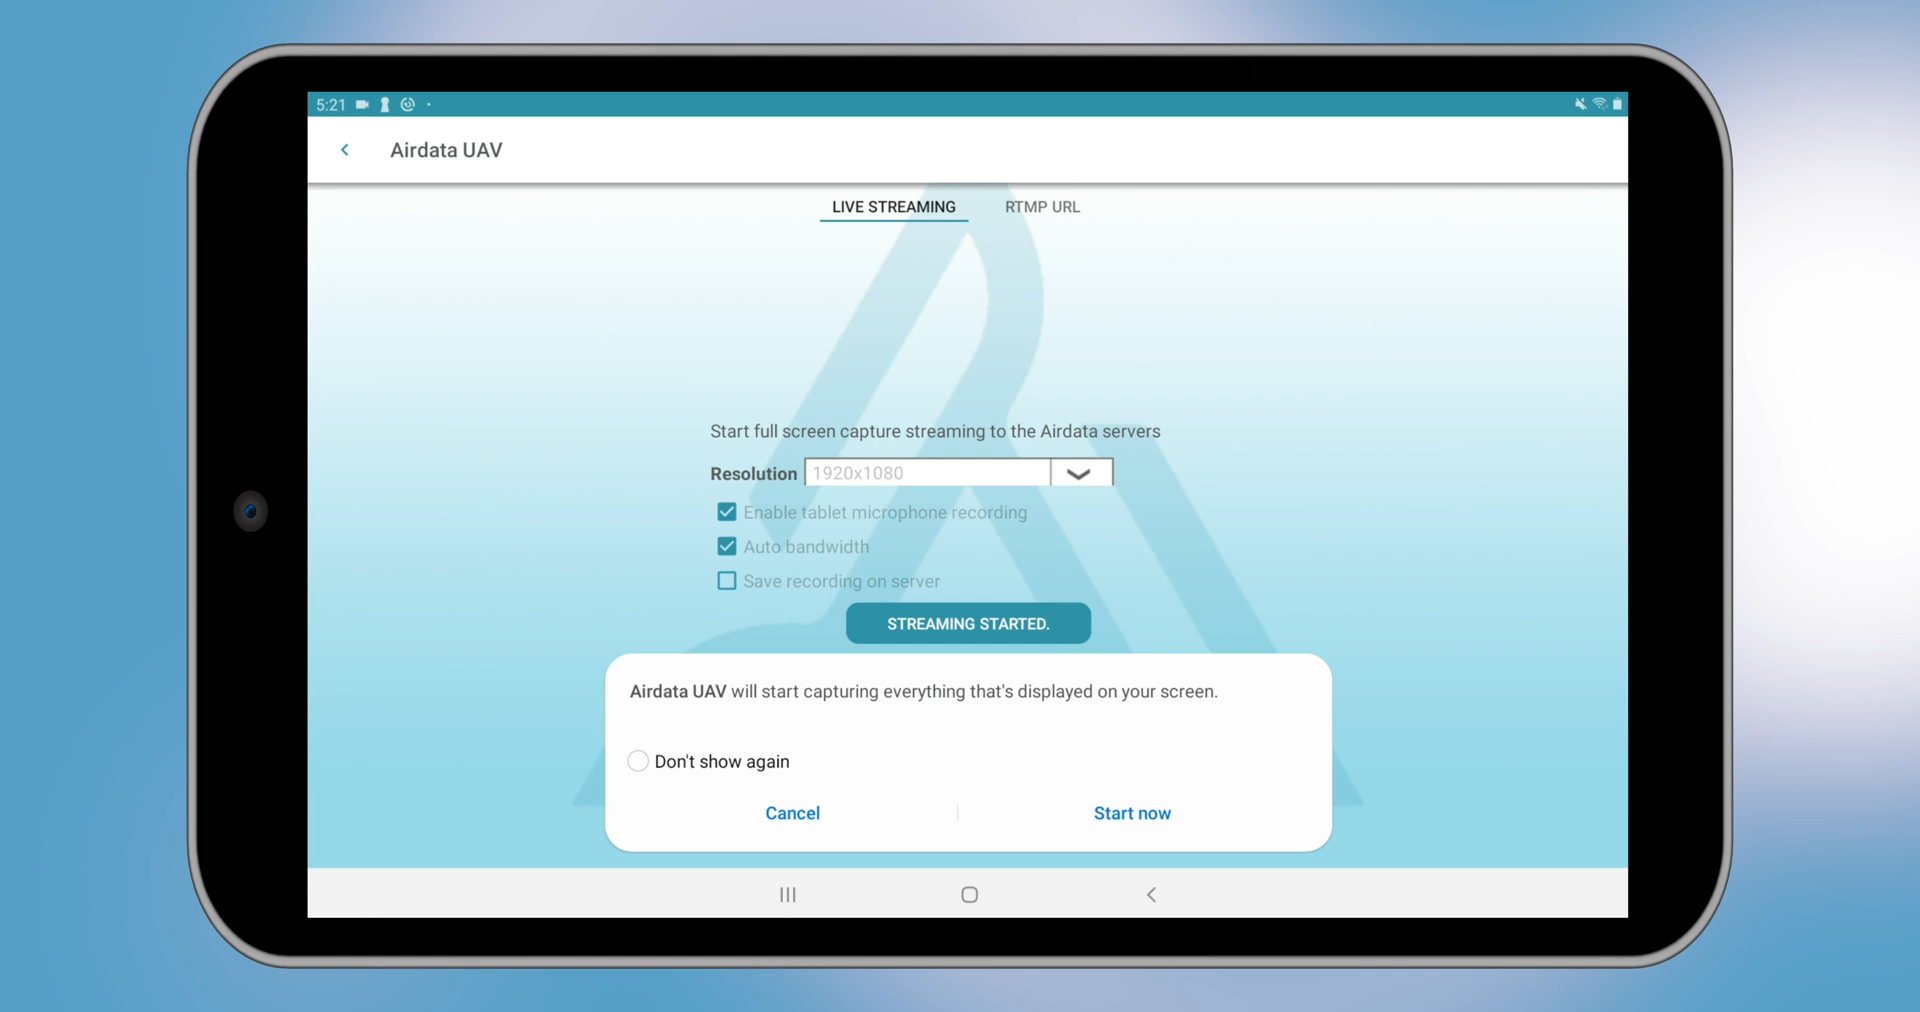 5:21
Airdata UAV
LIVE STREAMING
RTMP URL
Start full screen capture streaming to the Airdata servers
Resolution 1920x1080
Enable tablet microphone recording
Auto bandwidth
Save recording on server
STREAMING STARTED.
Airdata UAV will start capturing everything that's displayed on your screen.
Don't show again
Cancel
Start now